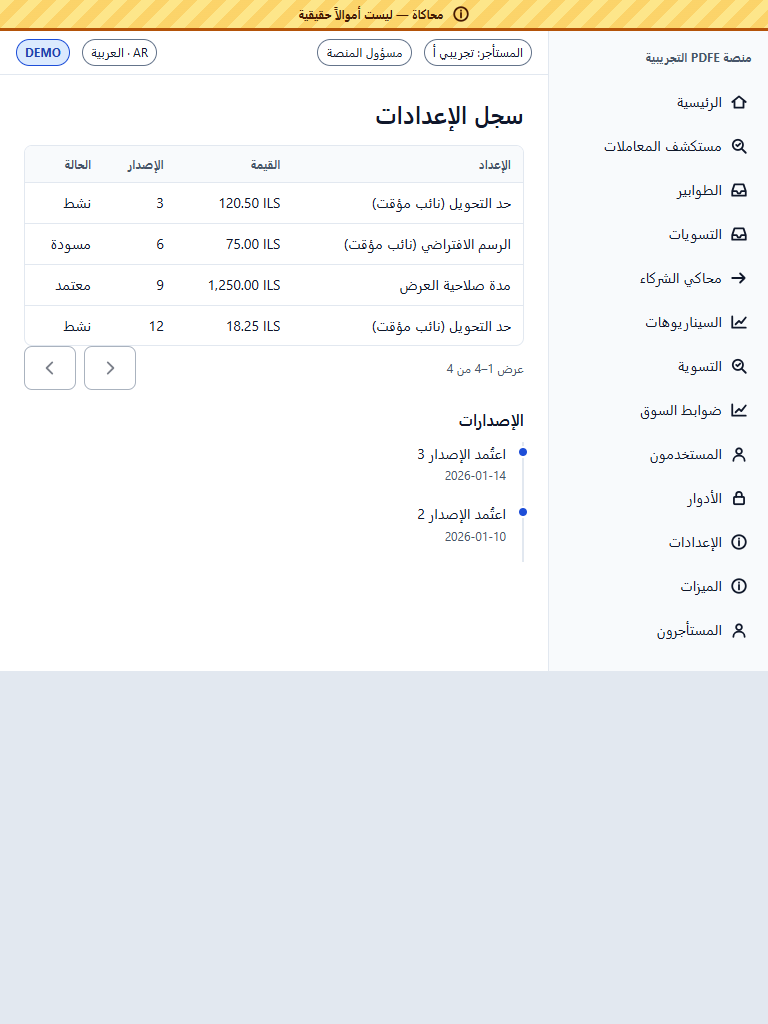 محاكاة — ليست أموالاً حقيقية
منصة PDFE التجريبية
الرئيسية
مستكشف المعاملات
الطوابير
التسويات
محاكي الشركاء
السيناريوهات
التسوية
ضوابط السوق
المستخدمون
الأدوار
الإعدادات
الميزات
المستأجرون
المستأجر: تجريبي أ مسؤول المنصة AR · العربية DEMO
سجل الإعدادات
الإعداد القيمة الإصدار الحالة
حد التحويل (نائب مؤقت) 120.50 ILS 3 نشط
الرسم الافتراضي (نائب مؤقت) 75.00 ILS 6 مسودة
مدة صلاحية العرض 1,250.00 ILS 9 معتمد
حد التحويل (نائب مؤقت) 18.25 ILS 12 نشط
عرض 1–4 من 4
الإصدارات
اعتُمد الإصدار 3
2026-01-14
اعتُمد الإصدار 2
2026-01-10